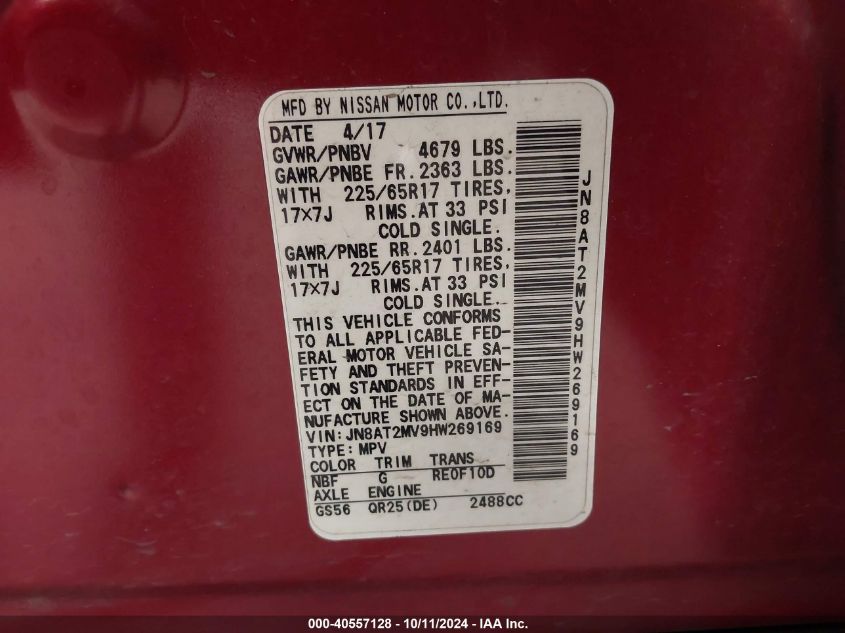 MFD BY NISSAN MOTOR CO.,LTD.
DATE 4/17
GVWR/PNBV 4679 LBS.
GAWR/PNBE FR.2363 LBS.
WITH 225/65R17 TIRES,
17×7J RIMS.AT 33 PSI
COLD SINGLE.
GAWR/PNBE RR.2401 LBS.
WITH 225/65R17 TIRES,
17×7J RIMS.AT 33 PSI
COLD SINGLE.
THIS VEHICLE CONFORMS
TO ALL APPLICABLE FED-
ERAL MOTOR VEHICLE SA-
FETY AND THEFT PREVEN-
TION STANDARDS IN EFF-
ECT ON THE DATE OF MA-
NUFACTURE SHOWN ABOVE.
VIN:JN8AT2MV9HW269169
TYPE:MPV
COLOR TRIM TRANS
NBF G RE0F10D
AXLE ENGINE
GS56 QR25(DE) 2488CC
JN8AT2MV9HW269169
000-40557128 - 10/11/2024 - IAA Inc.